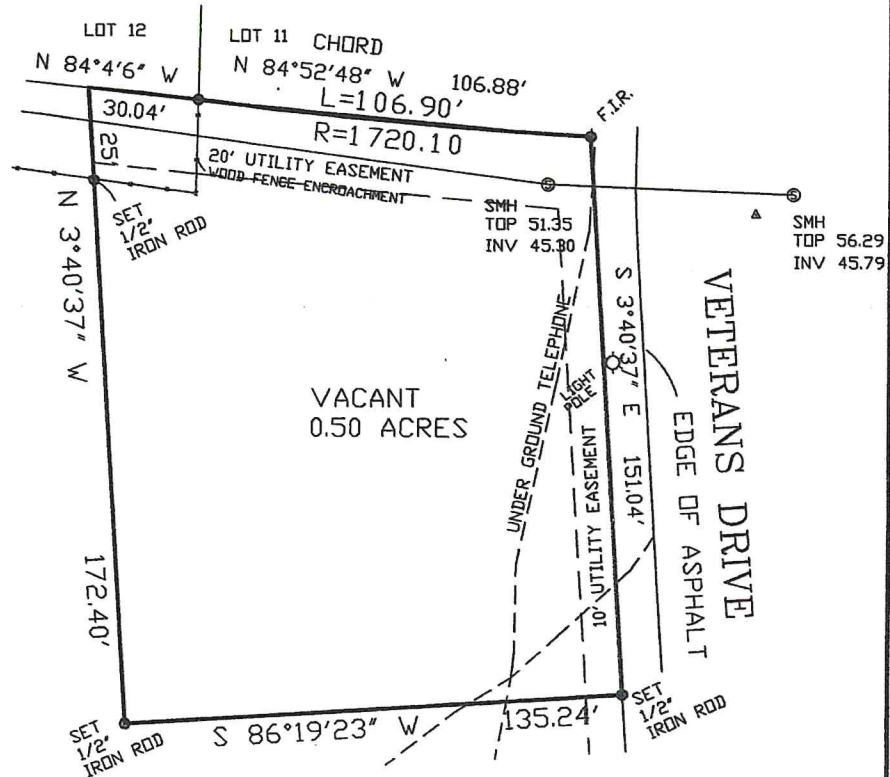 LOT 12
LOT 11
CHORD
N 84°4'6" W
N 84°52'48" W
106.88'
L=106.90'
30.04'
R=1720.10
F.I.R.
25'
20' UTILITY EASEMENT
WOOD FENCE ENCROACHMENT
SET
1/2"
IRON ROD
SMH
TOP 51.35
INV 45.30
SMH
TOP 56.29
INV 45.79
N 3°40'37" W
172.40'
VACANT
0.50 ACRES
UNDER GROUND TELEPHONE
LIGHT
POLE
10' UTILITY EASEMENT
S 3°40'37" E 151.04'
EDGE OF ASPHALT
VETERANS DRIVE
SET
1/2"
IRON ROD
S 86°19'23" W
135.24'
SET
1/2"
IRON ROD